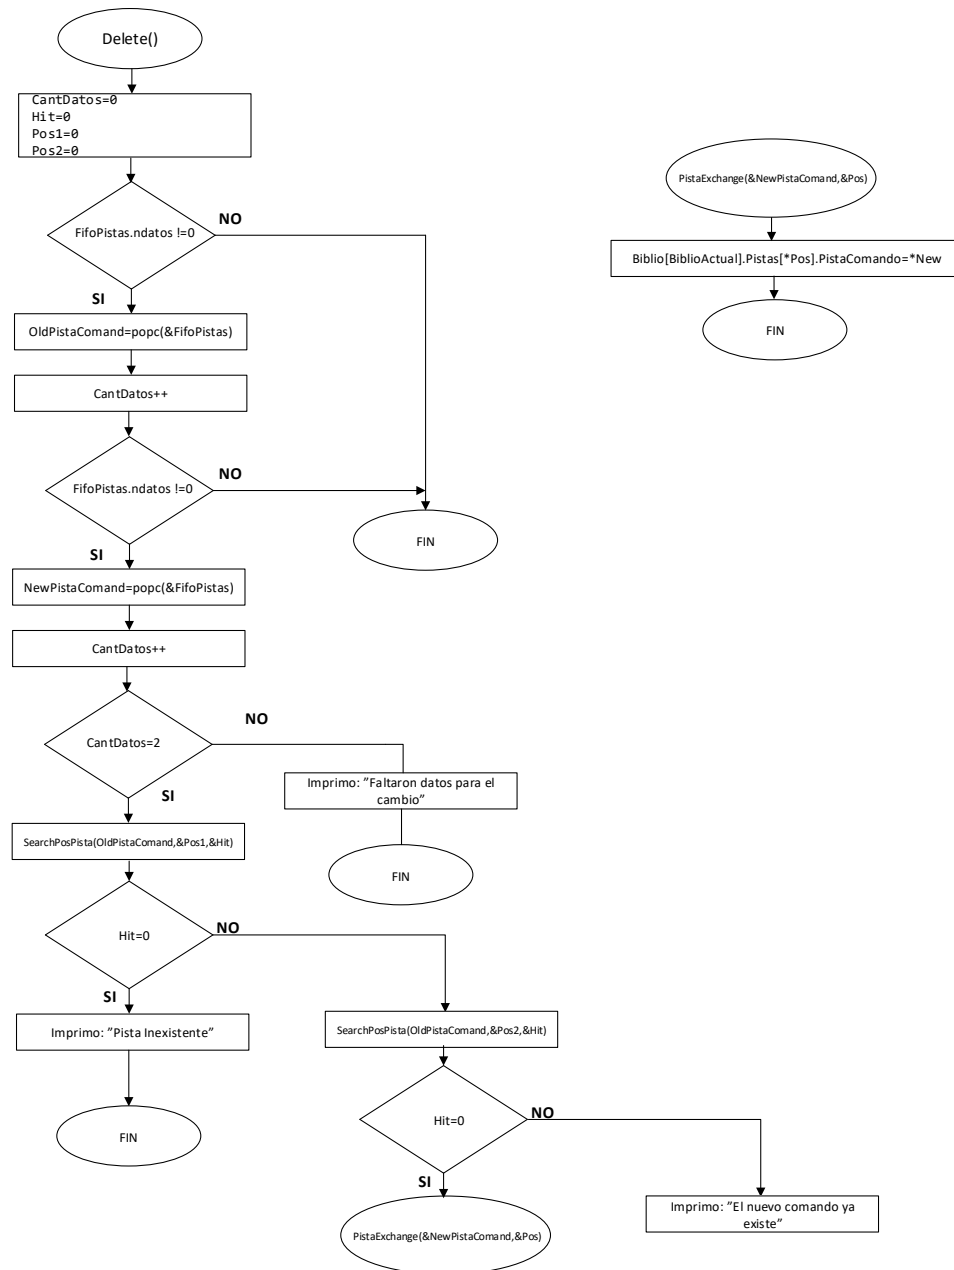 Delete()
CantDatos=0
Hit=0
Pos1=0
Pos2=0
FifoPistas.ndatos !=0
NO
SI
OldPistaComand=popc(&FifoPistas)
CantDatos++
FifoPistas.ndatos !=0
NO
FIN
SI
NewPistaComand=popc(&FifoPistas)
CantDatos++
CantDatos=2
NO
Imprimo: ”Faltaron datos para el
cambio”
FIN
SI
SearchPosPista(OldPistaComand,&Pos1,&Hit)
Hit=0
NO
SI
Imprimo: ”Pista Inexistente”
FIN
SearchPosPista(OldPistaComand,&Pos2,&Hit)
Hit=0
NO
SI
Imprimo: ”El nuevo comando ya
existe”
PistaExchange(&NewPistaComand,&Pos)
PistaExchange(&NewPistaComand,&Pos)
Biblio[BiblioActual].Pistas[*Pos].PistaComando=*New
FIN